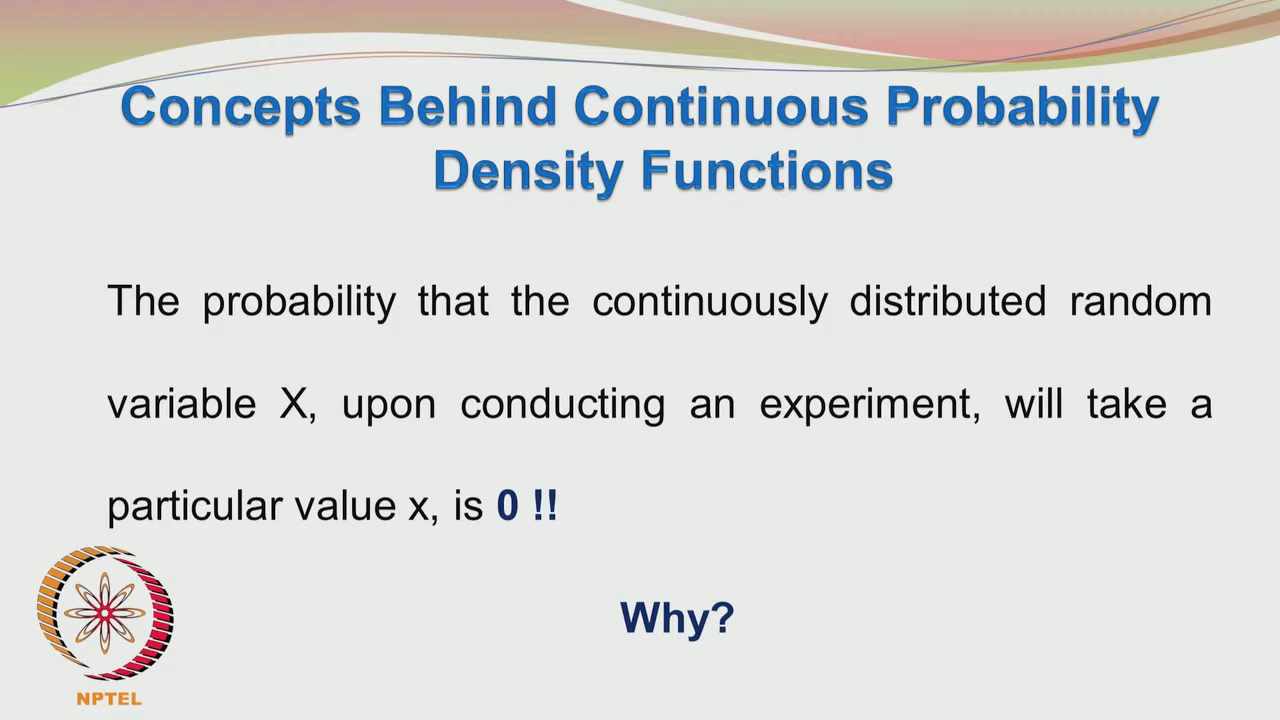 Concepts Behind Continuous Probability
Density Functions
The probability that the continuously distributed random
variable X, upon conducting an experiment, will take a
particular value x, is 0 !!
Why?
NPTEL